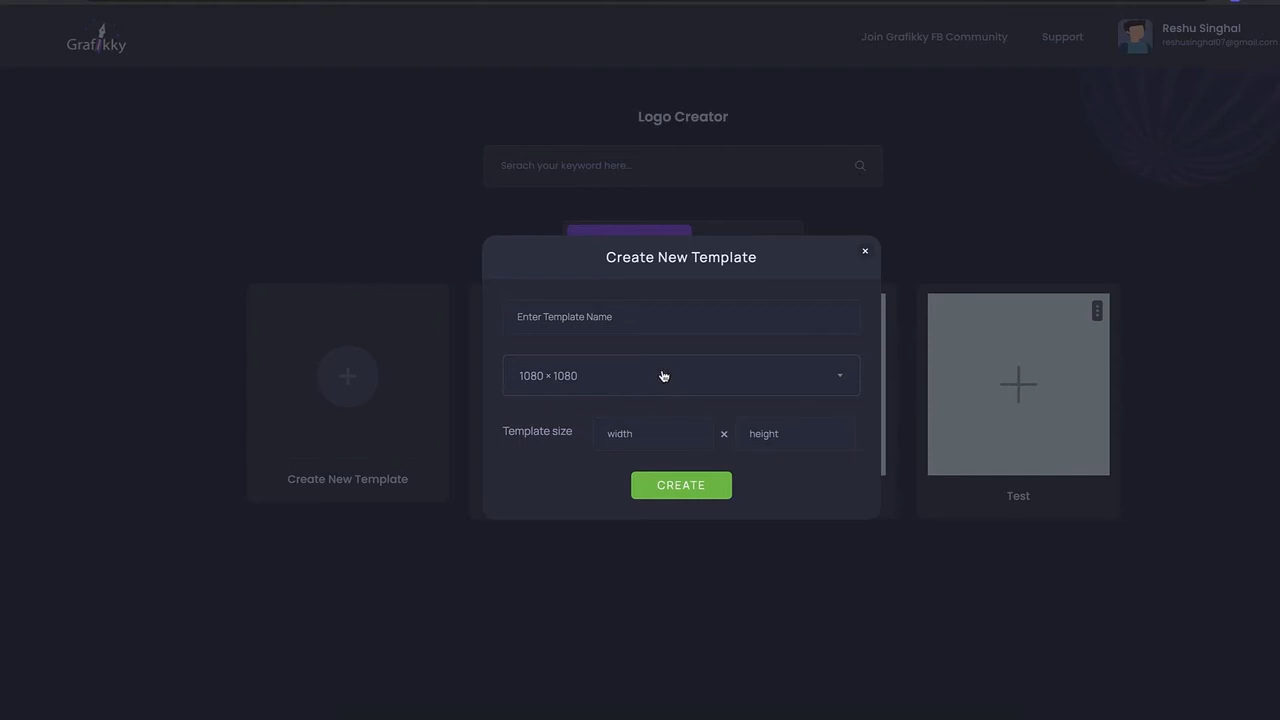 Grafikky
Join Grafikky FB Community
Support
Reshu Singhal
reshusinghal07@gmail.com
Logo Creator
Serach your keyword here...
Create New Template
Enter Template Name
1080 × 1080
Template size
width
×
height
CREATE
Create New Template
Test